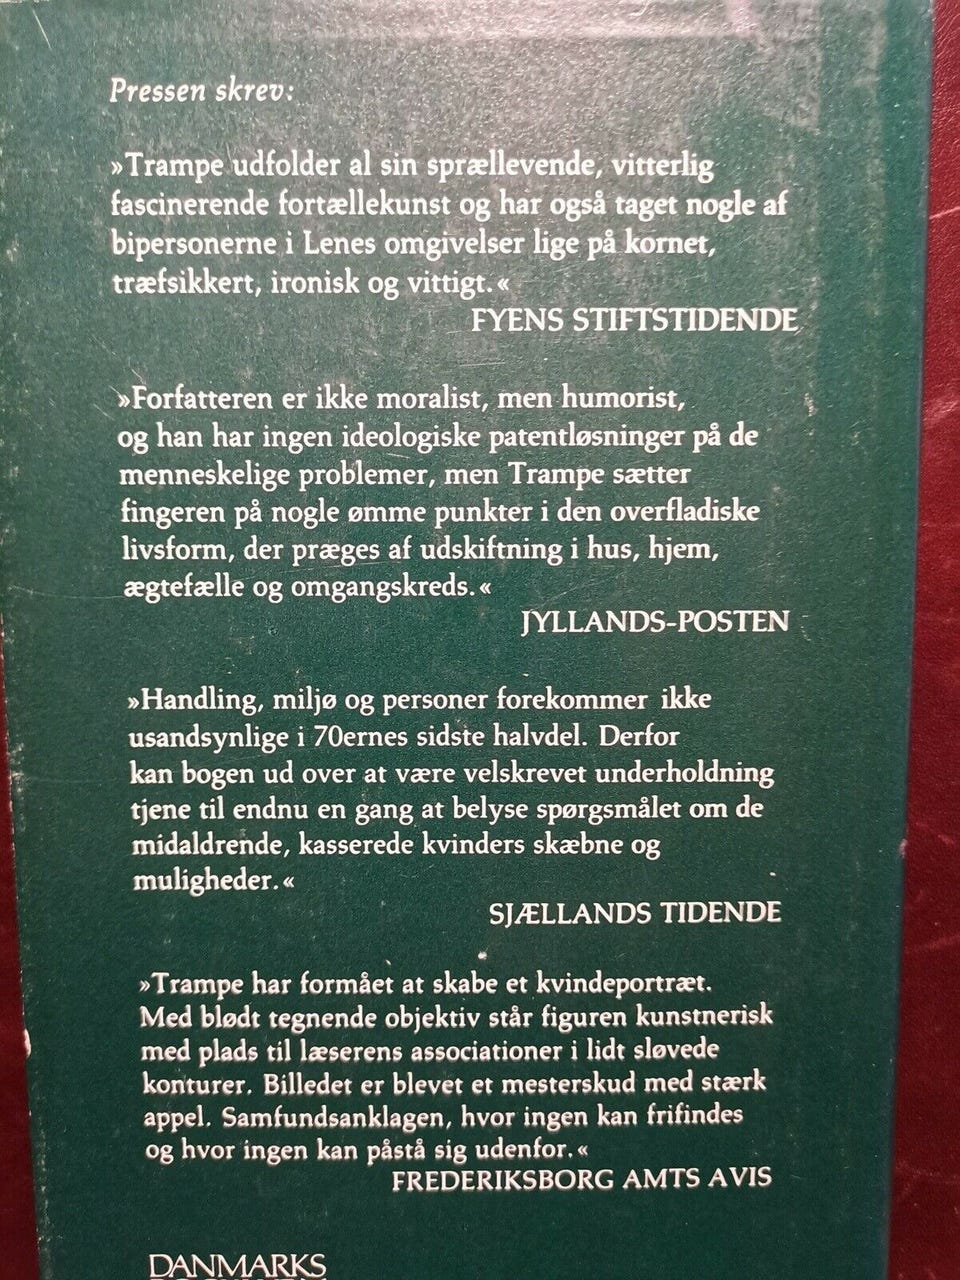 Pressen skrev:
»Trampe udfolder al sin sprællevende, vitterlig
fascinerende fortællekunst og har også taget nogle af
bipersonerne i Lenes omgivelser lige på kornet,
træfsikkert, ironisk og vittigt.«
FYENS STIFTSTIDENDE
»Forfatteren er ikke moralist, men humorist,
og han har ingen ideologiske patentløsninger på de
menneskelige problemer, men Trampe sætter
fingeren på nogle ømme punkter i den overfladiske
livsform, der præges af udskiftning i hus, hjem,
ægtefælle og omgangskreds.«
JYLLANDS-POSTEN
»Handling, miljø og personer forekommer ikke
usandsynlige i 70ernes sidste halvdel. Derfor
kan bogen ud over at være velskrevet underholdning
tjene til endnu en gang at belyse spørgsmålet om de
midaldrende, kasserede kvinders skæbne og
muligheder.«
SJÆLLANDS TIDENDE
»Trampe har formået at skabe et kvindeportræt.
Med blødt tegnende objektiv står figuren kunstnerisk
med plads til læserens associationer i lidt sløvede
konturer. Billedet er blevet et mesterskud med stærk
appel. Samfundsanklagen, hvor ingen kan frifindes
og hvor ingen kan påstå sig udenfor.«
FREDERIKSBORG AMTS AVIS
DANMARKS